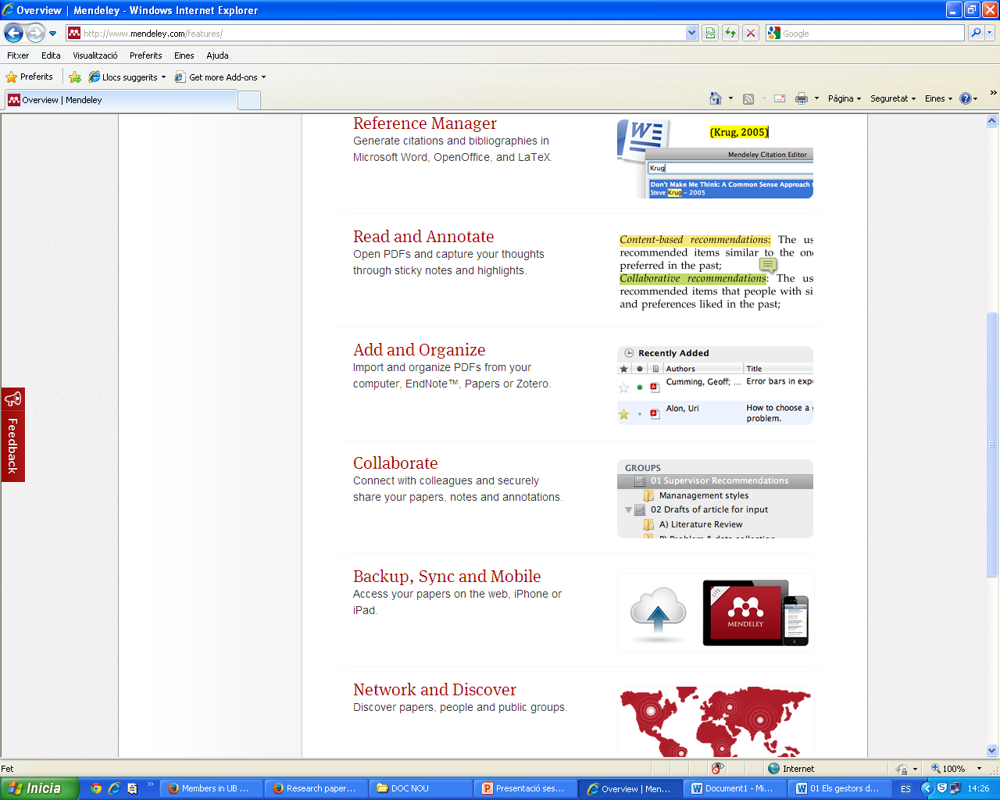 Overview | Mendeley - Windows Internet Explorer
http://www.mendeley.com/features/
Google
Fitxer Edita Visualització Preferits Eines Ajuda
Preferits Llocs suggerits Get more Add-ons
Overview | Mendeley
Pàgina Seguretat Eines
Reference Manager
Generate citations and bibliographies in
Microsoft Word, OpenOffice, and LaTeX.
W
(Krug, 2005)
Mendeley Citation Editor
Krug
Don't Make Me Think: A Common Sense Approach t
Steve Krug - 2005
Read and Annotate
Open PDFs and capture your thoughts
through sticky notes and highlights.
Content-based recommendations: The us
recommended items similar to the one
preferred in the past;
Collaborative recommendations: The us
recommended items that people with si
and preferences liked in the past;
Add and Organize
Import and organize PDFs from your
computer, EndNote™, Papers or Zotero.
Recently Added
Authors Title
Cumming, Geoff; ... Error bars in expe
Alon, Uri How to choose a g
problem.
Feedback
Collaborate
Connect with colleagues and securely
share your papers, notes and annotations.
GROUPS
01 Supervisor Recommendations
Mananagement styles
02 Drafts of article for input
A) Literature Review
B) Problem & data collection
Backup, Sync and Mobile
Access your papers on the web, iPhone or
iPad.
LITE
MENDELEY
Network and Discover
Discover papers, people and public groups.
Fet
Internet
100%
Inicia
Members in UB ...
Research paper...
DOC NOU
Presentació ses...
Overview | Men...
Document1 - Mi...
01 Els gestors d...
ES
14:26